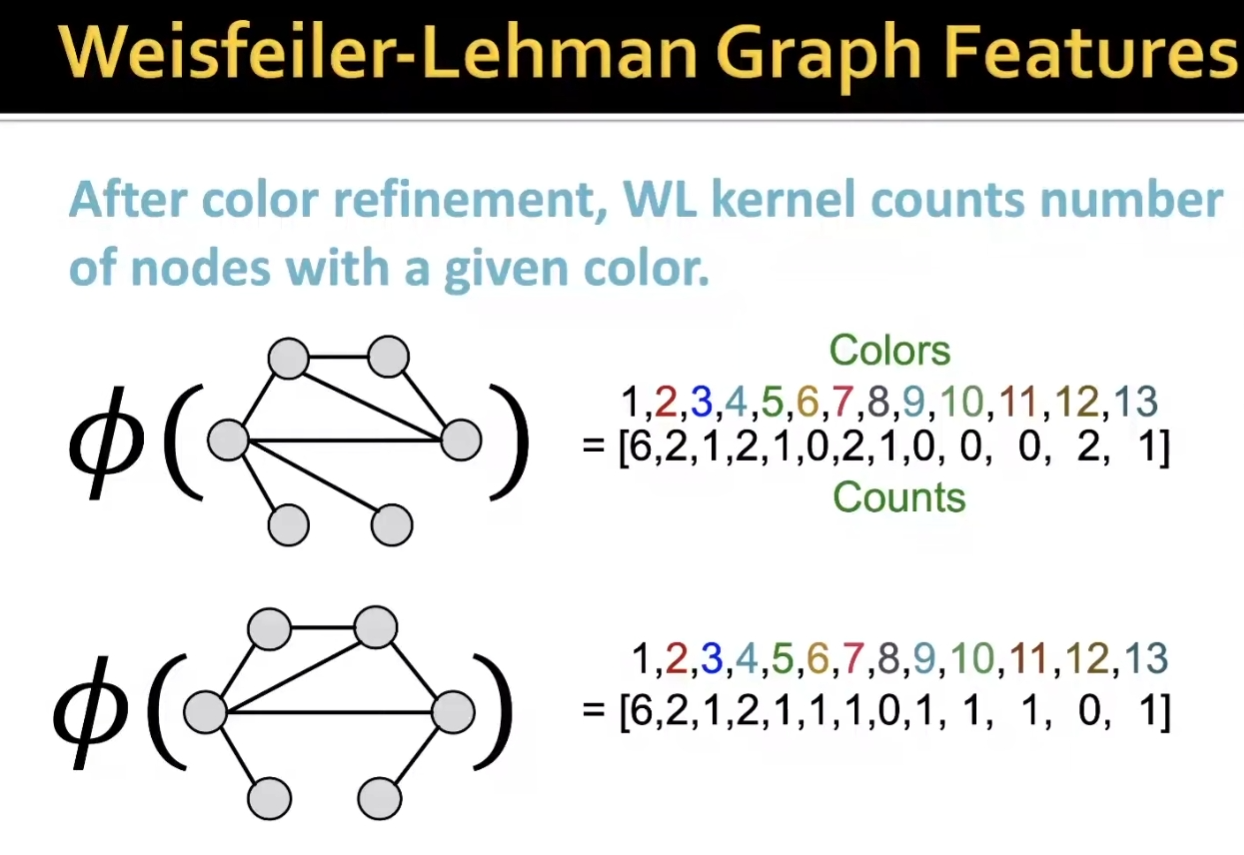 Weisfeiler-Lehman Graph Features
After color refinement, WL kernel counts number
of nodes with a given color.
Colors
1,2,3,4,5,6,7,8,9,10,11,12,13
ϕ( ) = [6,2,1,2,1,0,2,1,0, 0, 0, 2, 1]
Counts
1,2,3,4,5,6,7,8,9,10,11,12,13
ϕ( ) = [6,2,1,2,1,1,1,0,1, 1, 1, 0, 1]